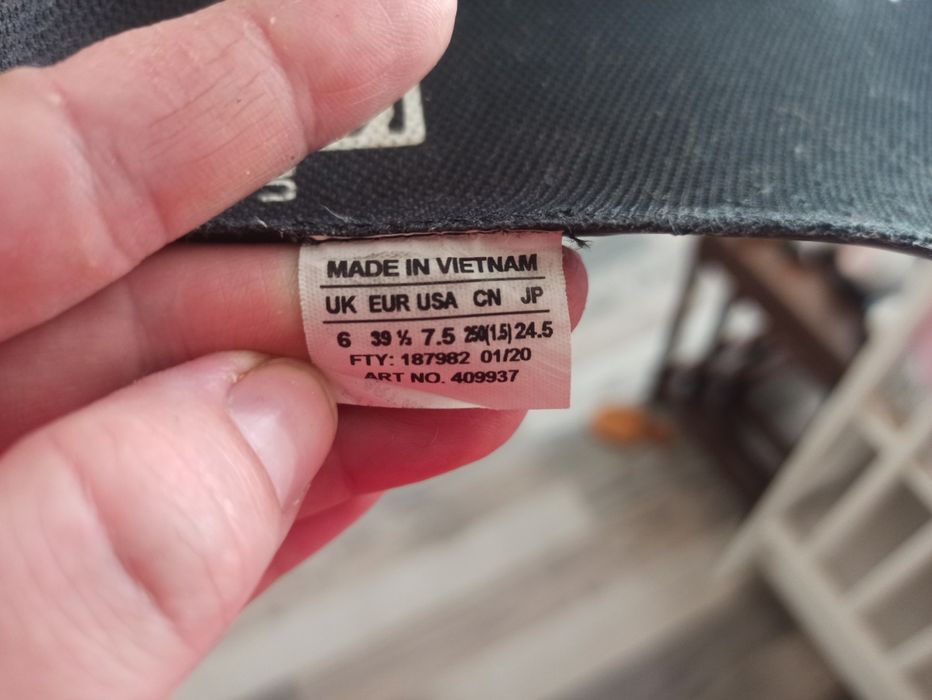 MADE IN VIETNAM
UK EUR USA CN JP
6 39 ⅓ 7.5 250(1.5) 24.5
FTY: 187982 01/20
ART NO. 409937